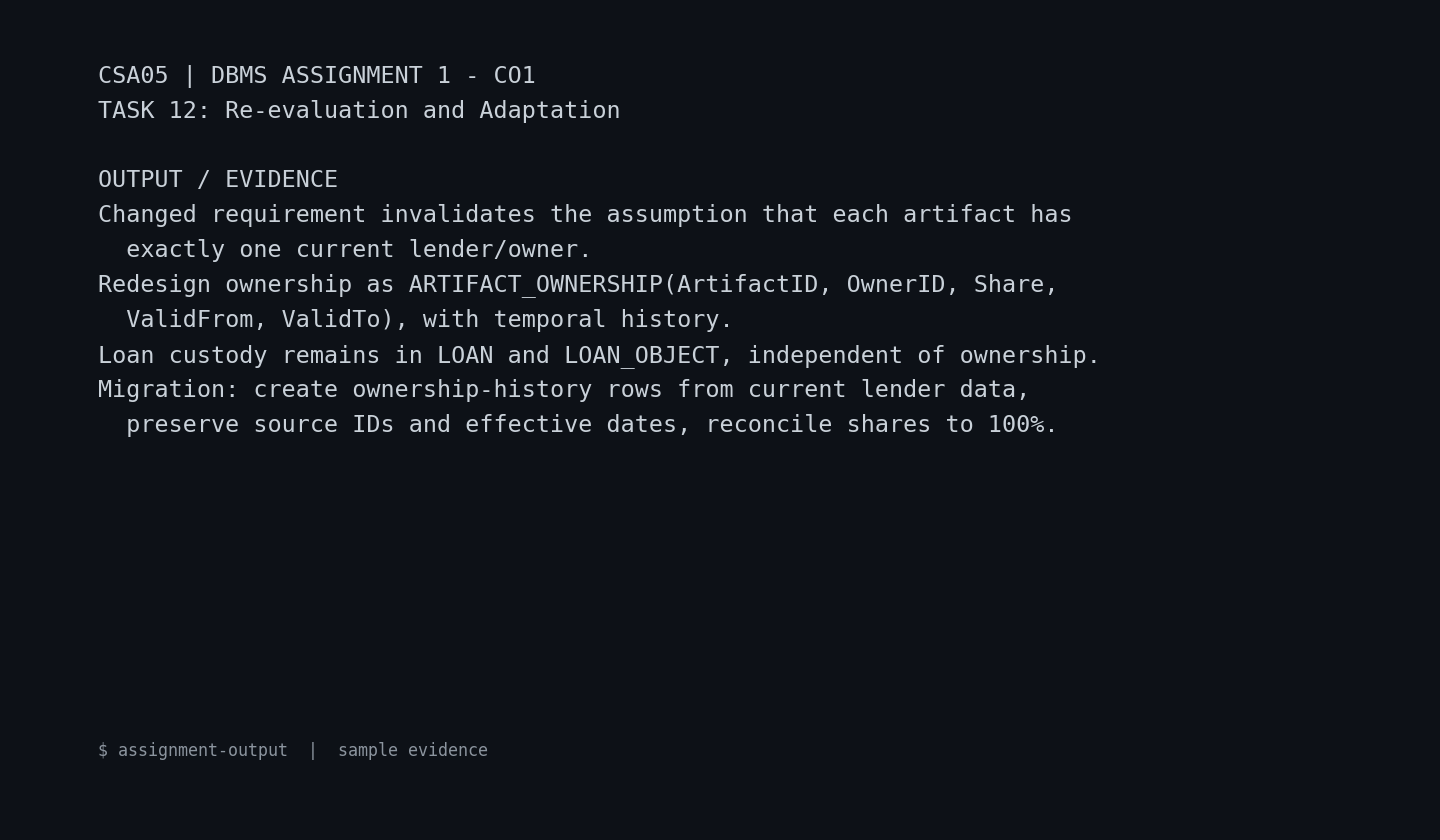 CSA05 | DBMS ASSIGNMENT 1 - CO1
TASK 12: Re-evaluation and Adaptation
OUTPUT / EVIDENCE
Changed requirement invalidates the assumption that each artifact has
exactly one current lender/owner.
Redesign ownership as ARTIFACT_OWNERSHIP(ArtifactID, OwnerID, Share,
ValidFrom, ValidTo), with temporal history.
Loan custody remains in LOAN and LOAN_OBJECT, independent of ownership.
Migration: create ownership-history rows from current lender data,
preserve source IDs and effective dates, reconcile shares to 100%.
$ assignment-output | sample evidence